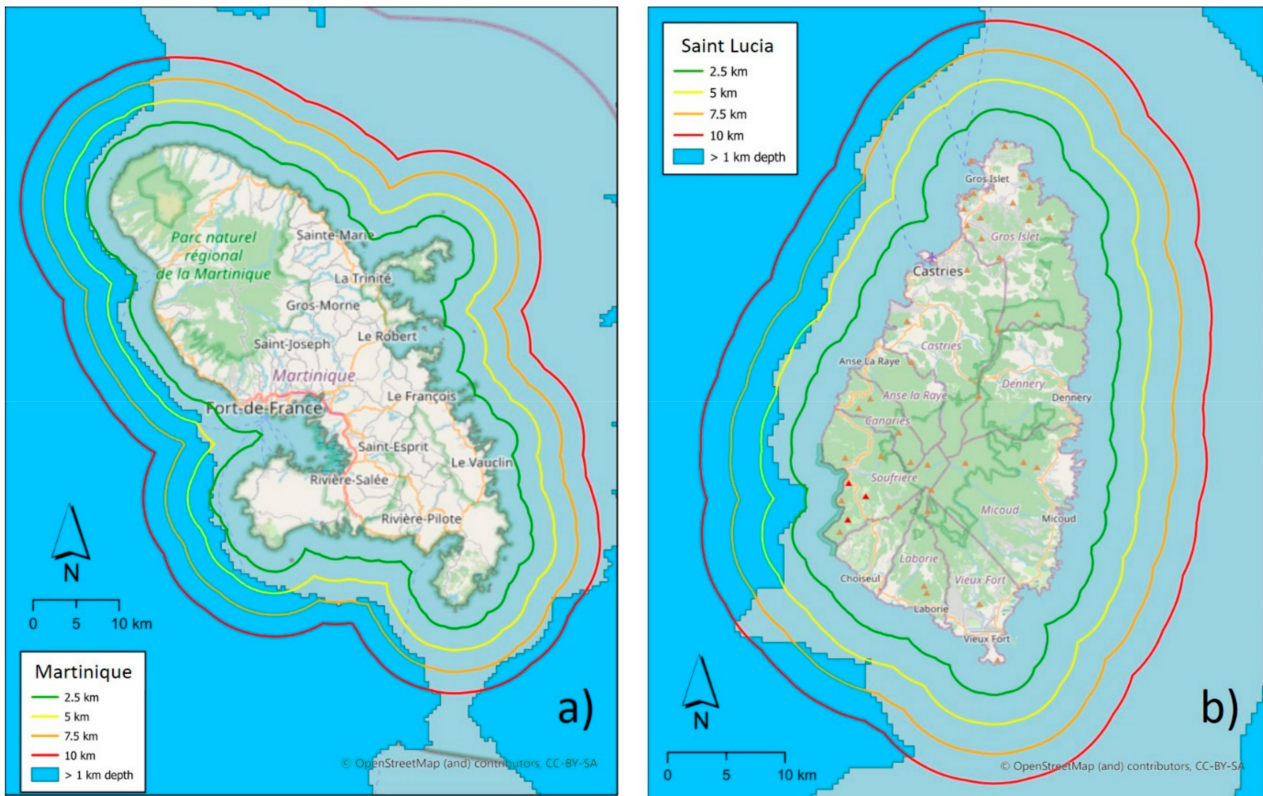 Sainte-Marie
Parc naturel
régional
de la Martinique
La Trinité
Gros-Morne
Le Robert
Saint-Joseph
Martinique
Le François
Fort-de-France
Saint-Esprit
Le Vauclin
Rivière-Salée
Rivière-Pilote
N
0 5 10 km
Martinique
2.5 km
5 km
7.5 km
10 km
> 1 km depth
a)
© OpenStreetMap (and) contributors, CC-BY-SA
Saint Lucia
2.5 km
5 km
7.5 km
10 km
> 1 km depth
Gros Islet
Gros Islet
Castries
Castries
Anse La Raye
Dennery
Anse la Raye
Dennery
Canaries
Soufriere
Micoud
Micoud
Laborie
Choiseul
Vieux Fort
Laborie
Vieux Fort
N
0 5 10 km
b)
© OpenStreetMap (and) contributors, CC-BY-SA